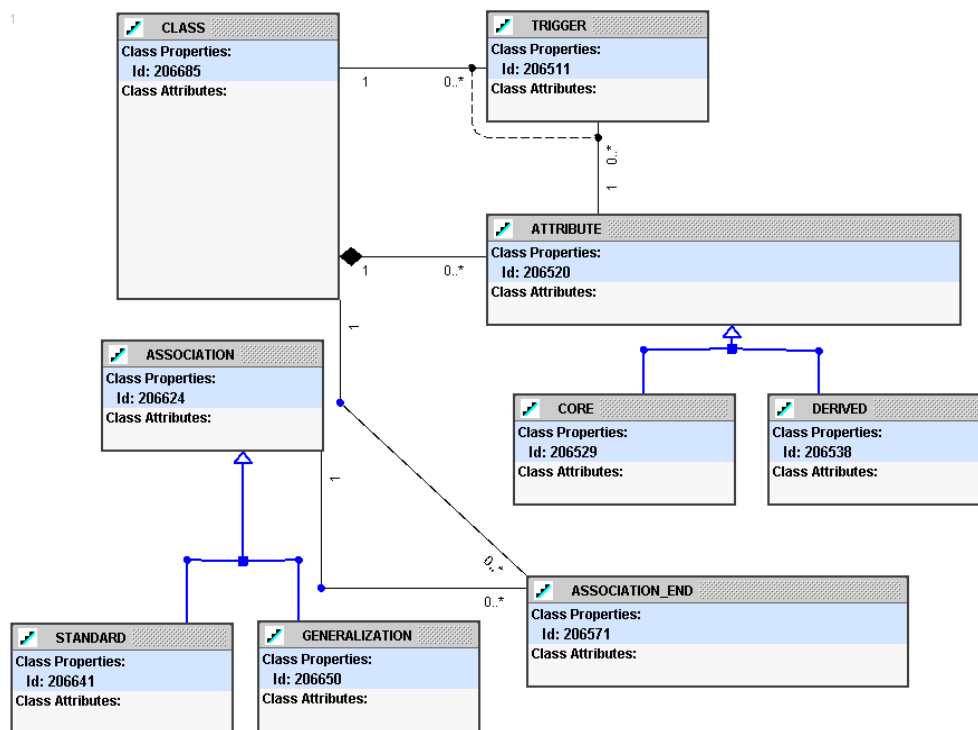 1
CLASS
Class Properties:
Id: 206685
Class Attributes:
TRIGGER
Class Properties:
Id: 206511
Class Attributes:
1
0..*
0..*
1
ATTRIBUTE
Class Properties:
Id: 206520
Class Attributes:
1
0..*
1
ASSOCIATION
Class Properties:
Id: 206624
Class Attributes:
CORE
Class Properties:
Id: 206529
Class Attributes:
DERIVED
Class Properties:
Id: 206538
Class Attributes:
1
0..*
0..*
ASSOCIATION_END
Class Properties:
Id: 206571
Class Attributes:
STANDARD
Class Properties:
Id: 206641
Class Attributes:
GENERALIZATION
Class Properties:
Id: 206650
Class Attributes: